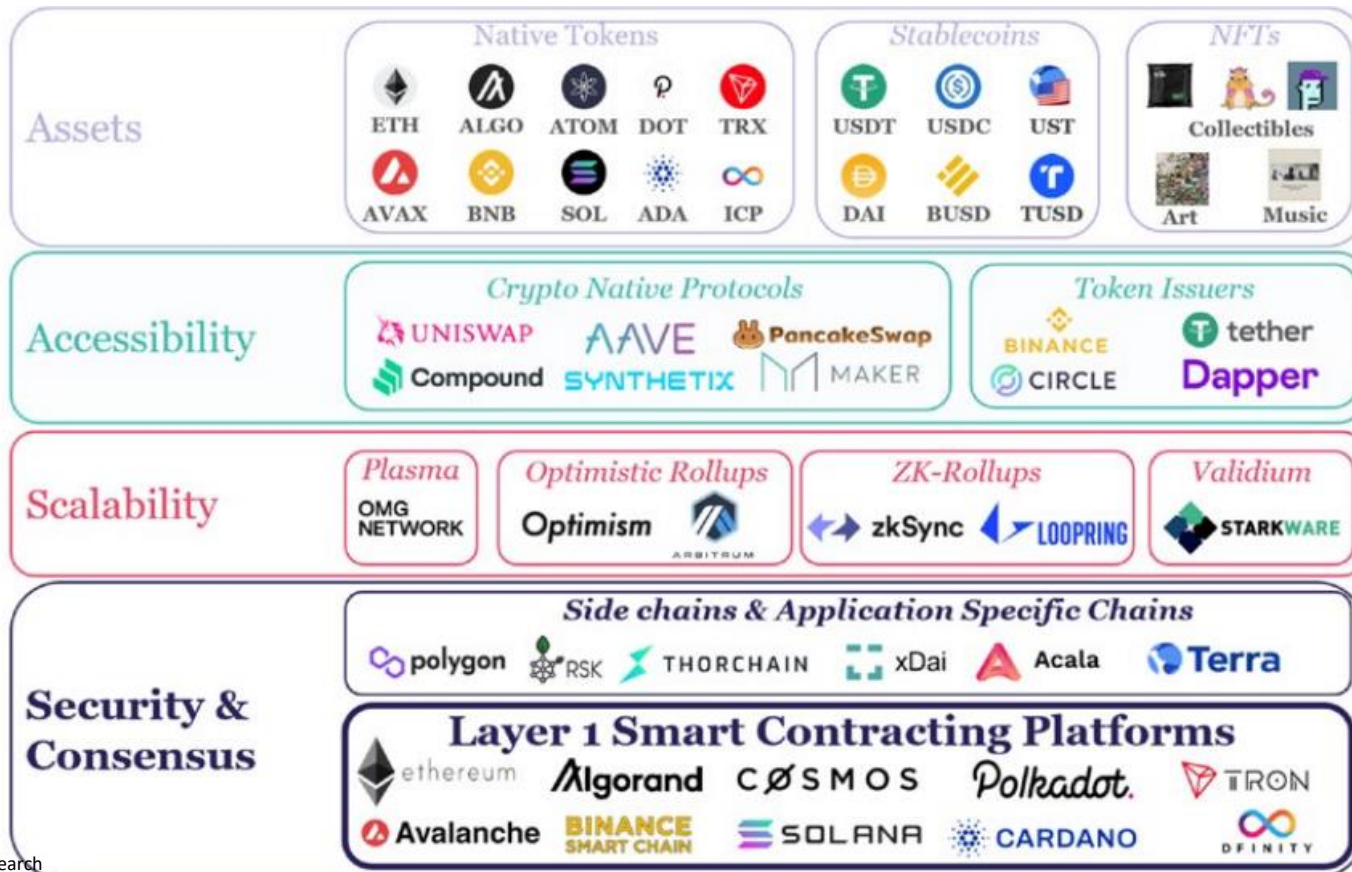 Assets
Native Tokens
ETH ALGO ATOM DOT TRX
AVAX BNB SOL ADA ICP
Stablecoins
USDT USDC UST
DAI BUSD TUSD
NFTs
Collectibles
Art Music
Accessibility
Crypto Native Protocols
UNISWAP AAVE PancakeSwap
Compound SYNTHETIX MAKER
Token Issuers
BINANCE tether
CIRCLE Dapper
Scalability
Plasma
OMG
NETWORK
Optimistic Rollups
Optimism ARBITRUM
ZK-Rollups
zkSync LOOPRING
Validium
STARKWARE
Security &
Consensus
Side chains & Application Specific Chains
polygon RSK THORCHAIN xDai Acala Terra
Layer 1 Smart Contracting Platforms
ethereum Algorand COSMOS Polkadot. TRON
Avalanche BINANCE SMART CHAIN SOLANA CARDANO DFINITY
earch